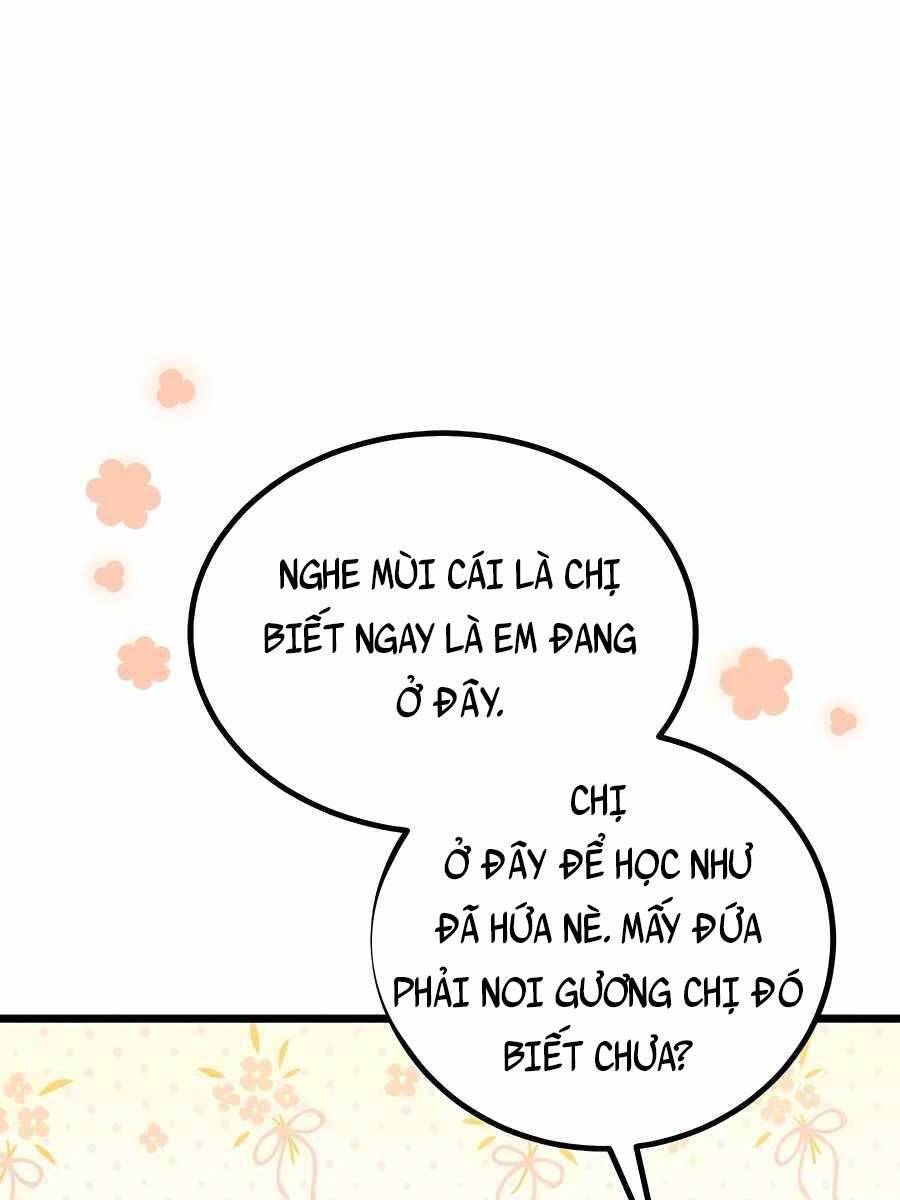 NGHE MÙI CÁI LÀ CHỊ
BIẾT NGAY LÀ EM ĐANG
Ở ĐÂY.
CHỊ
Ở ĐÂY ĐỂ HỌC NHƯ
ĐÃ HỨA NÈ. MẤY ĐỨA
PHẢI NOI GƯƠNG CHỊ ĐÓ
BIẾT CHƯA?